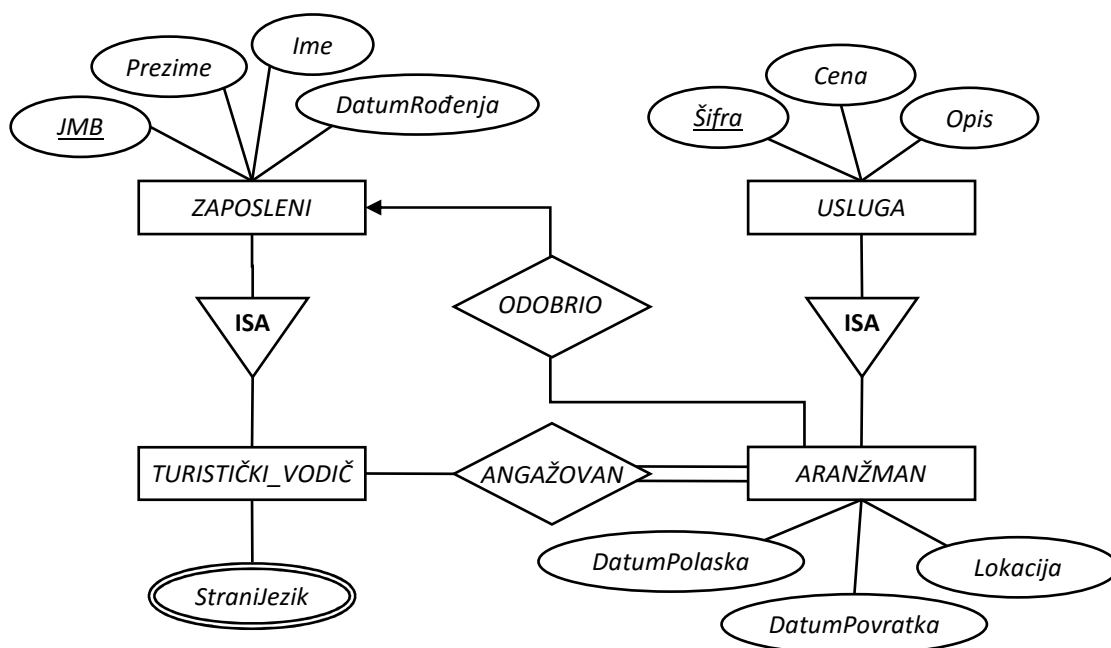 Ime
Prezime
JMB
DatumRođenja
Cena
Šifra
Opis
ZAPOSLENI
USLUGA
ISA
ODOBRIO
ISA
TURISTIČKI_VODIČ
ANGAŽOVAN
ARANŽMAN
DatumPolaska
Lokacija
StraniJezik
DatumPovratka